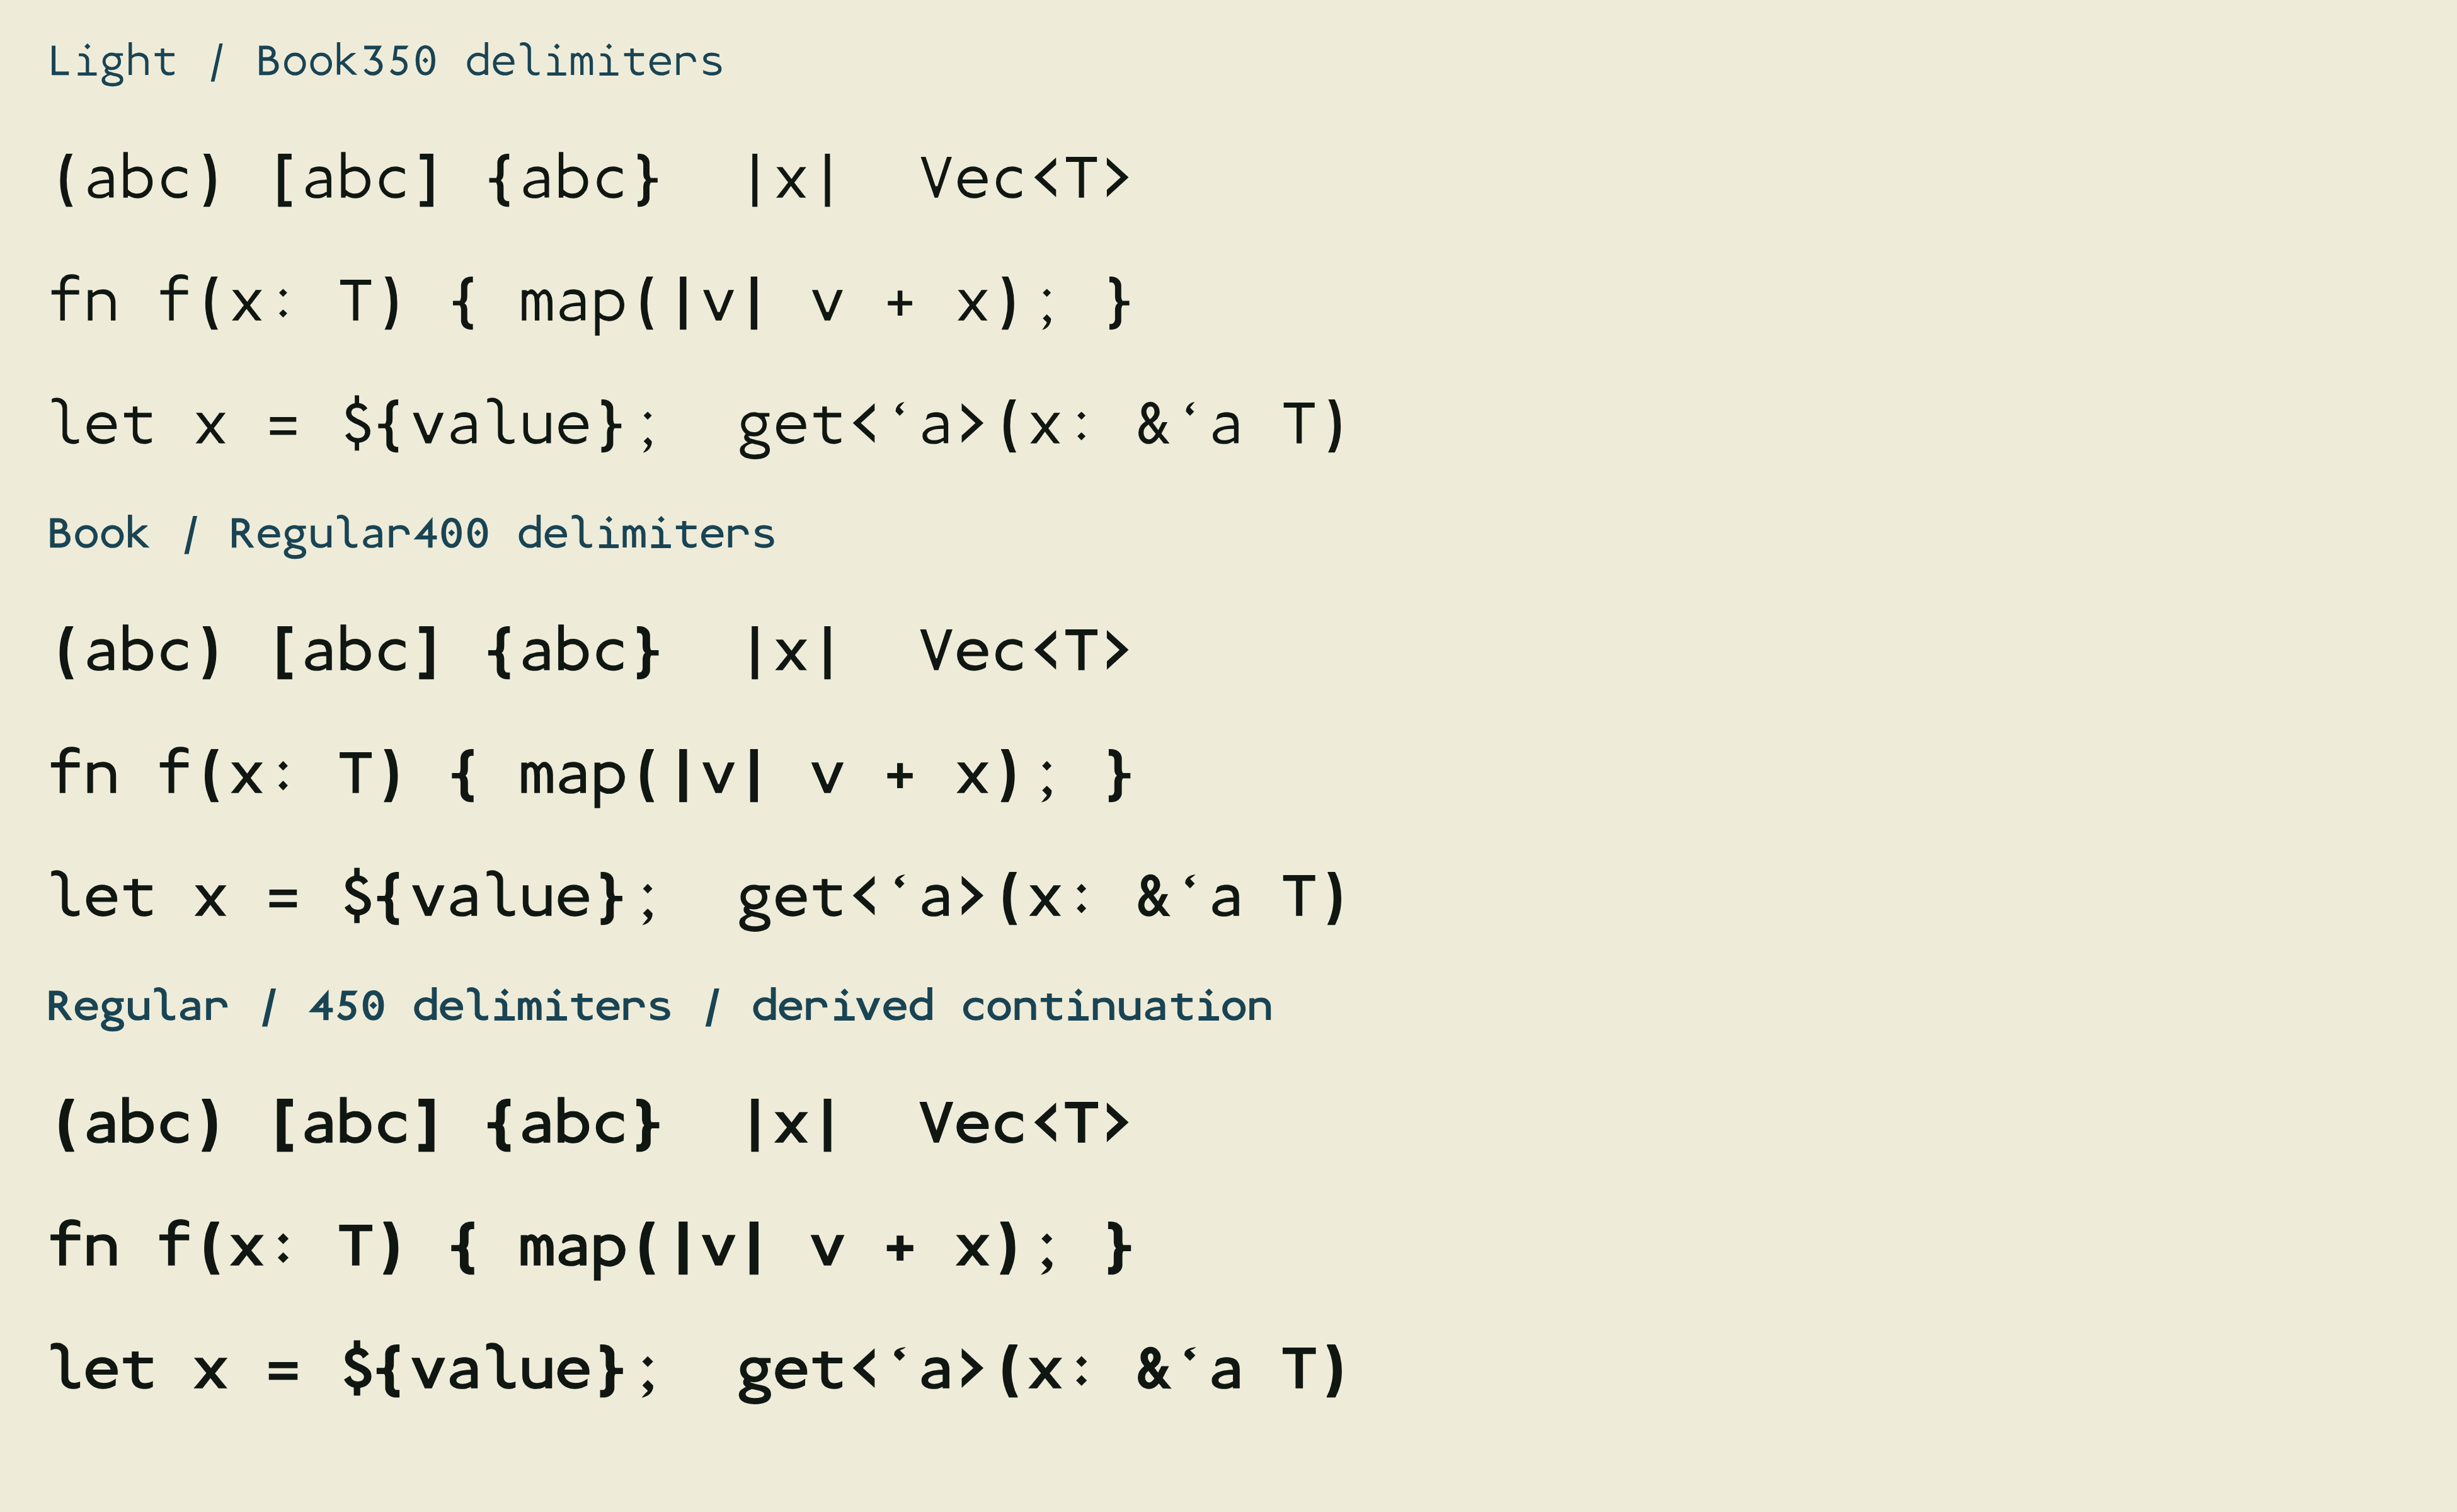 Light / Book350 delimiters
(abc) [abc] {abc}  |x|  Vec<T>
fn f(x: T) { map(|v| v + x); }
let x = ${value};  get<‘a>(x: &‘a T)
Book / Regular400 delimiters
(abc) [abc] {abc}  |x|  Vec<T>
fn f(x: T) { map(|v| v + x); }
let x = ${value};  get<‘a>(x: &‘a T)
Regular / 450 delimiters / derived continuation
(abc) [abc] {abc}  |x|  Vec<T>
fn f(x: T) { map(|v| v + x); }
let x = ${value};  get<‘a>(x: &‘a T)